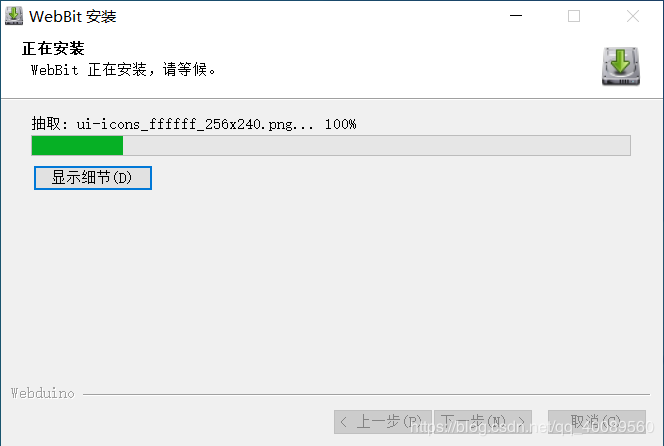 WebBit 安装
正在安装
WebBit 正在安装，请等候。
抽取: ui-icons_ffffff_256x240.png... 100%
显示细节(D)
Webduino
< 上一步(P) 下一步(N) > 取消(C)
https://blog.csdn.net/qq_46089560